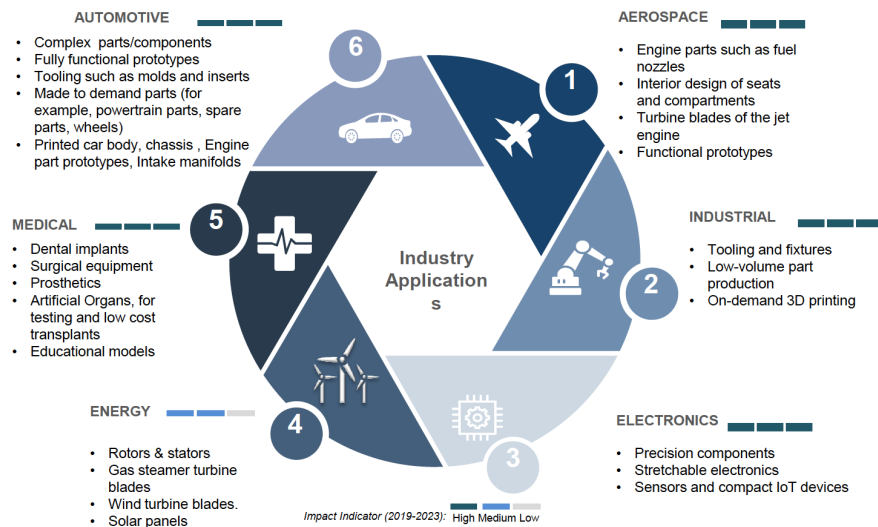 AUTOMOTIVE
• Complex parts/components
• Fully functional prototypes
• Tooling such as molds and inserts
• Made to demand parts (for
example, powertrain parts, spare
parts, wheels)
• Printed car body, chassis , Engine
part prototypes, Intake manifolds
6
1
AEROSPACE
• Engine parts such as fuel
nozzles
• Interior design of seats
and compartments
• Turbine blades of the jet
engine
• Functional prototypes
MEDICAL
• Dental implants
• Surgical equipment
• Prosthetics
• Artificial Organs, for
testing and low cost
transplants
• Educational models
5
Industry
Application
s
2
INDUSTRIAL
• Tooling and fixtures
• Low-volume part
production
• On-demand 3D printing
ENERGY
• Rotors & stators
• Gas steamer turbine
blades
• Wind turbine blades.
• Solar panels
4
3
ELECTRONICS
• Precision components
• Stretchable electronics
• Sensors and compact IoT devices
Impact Indicator (2019-2023): High Medium Low